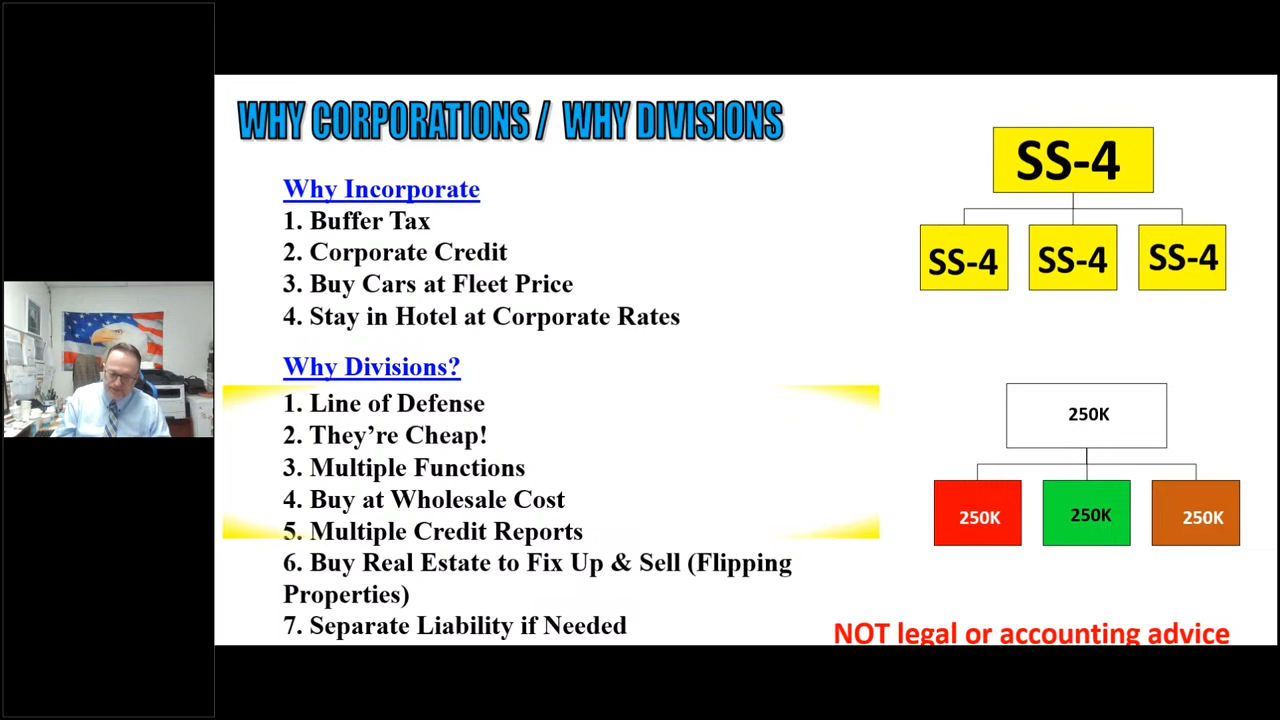 WHY CORPORATIONS / WHY DIVISIONS
Why Incorporate
1. Buffer Tax
2. Corporate Credit
3. Buy Cars at Fleet Price
4. Stay in Hotel at Corporate Rates
Why Divisions?
1. Line of Defense
2. They’re Cheap!
3. Multiple Functions
4. Buy at Wholesale Cost
5. Multiple Credit Reports
6. Buy Real Estate to Fix Up & Sell (Flipping
Properties)
7. Separate Liability if Needed
SS-4
SS-4 SS-4 SS-4
250K
250K 250K 250K
NOT legal or accounting advice